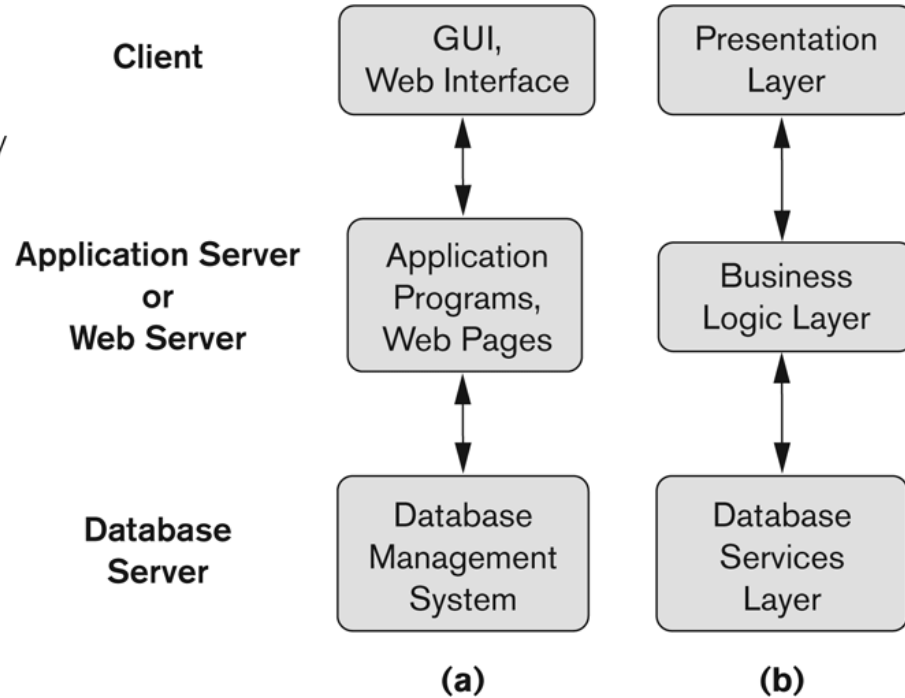 Client
GUI,
Web Interface
Presentation
Layer
/
Application Server
or
Web Server
Application
Programs,
Web Pages
Business
Logic Layer
Database
Server
Database
Management
System
Database
Services
Layer
(a)
(b)